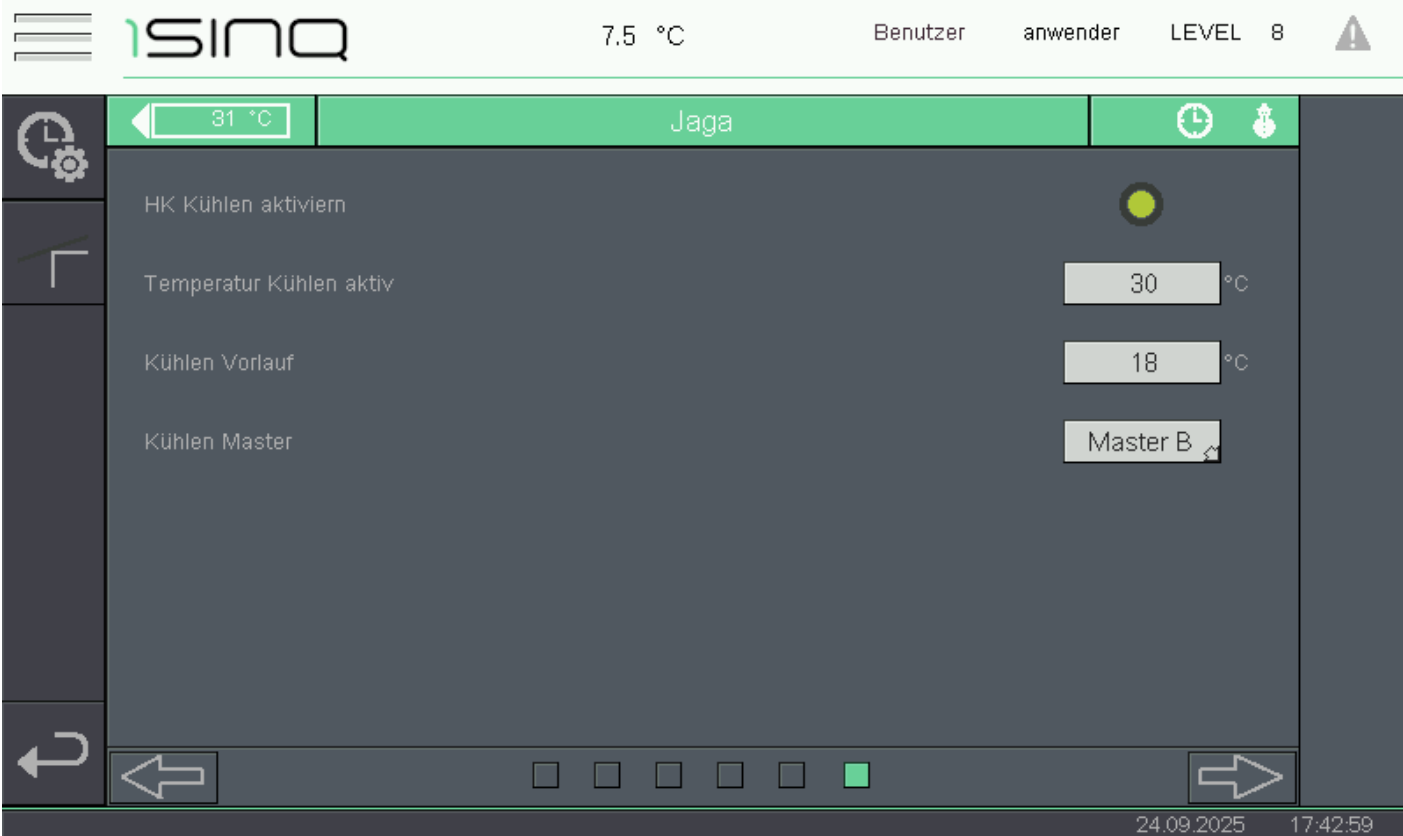 1SINQ
7.5 °C
Benutzer anwender LEVEL 8
31 °C
Jaga
HK Kühlen aktiviern
Temperatur Kühlen aktiv 30 °C
Kühlen Vorlauf 18 °C
Kühlen Master Master B
24.09.2025 17:42:59